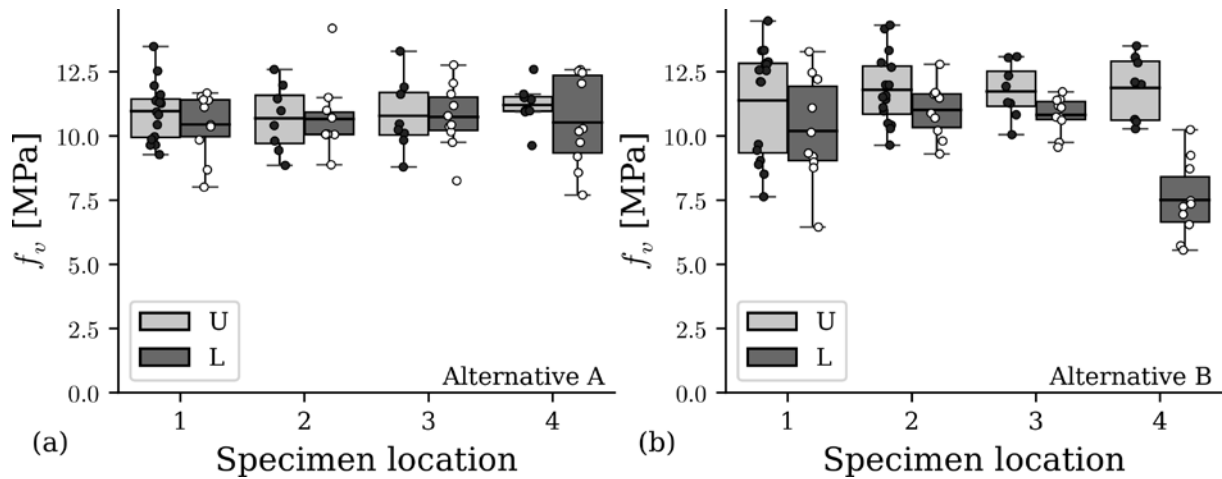 12.5
10.0
7.5
5.0
2.5
0.0
f_v [MPa]
U
L
Alternative A
1 2 3 4
(a)
Specimen location
12.5
10.0
7.5
5.0
2.5
0.0
f_v [MPa]
U
L
Alternative B
1 2 3 4
(b)
Specimen location